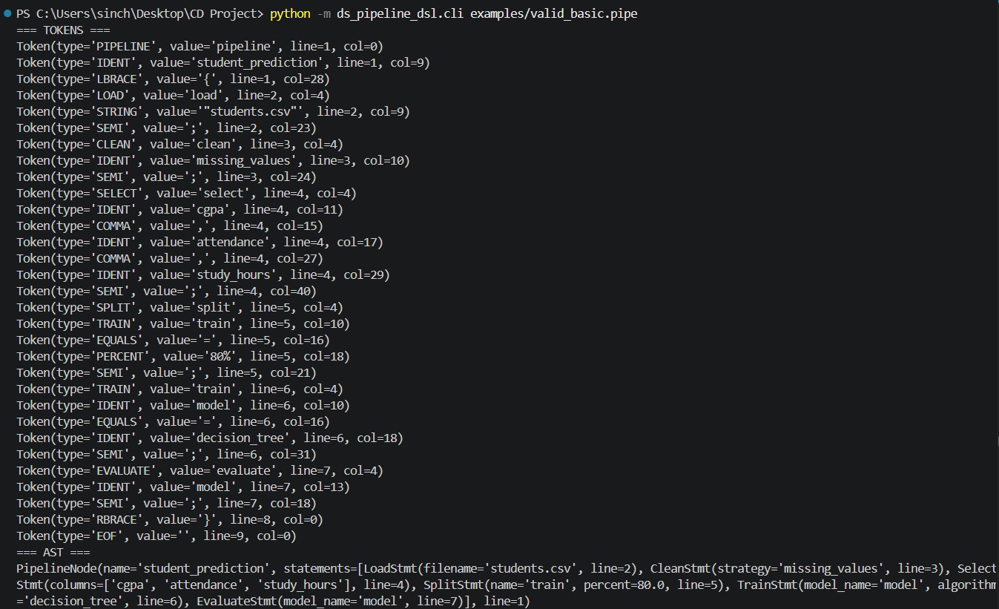 PS C:\Users\sinch\Desktop\CD Project> python -m ds_pipeline_dsl.cli examples/valid_basic.pipe
=== TOKENS ===
Token(type='PIPELINE', value='pipeline', line=1, col=0)
Token(type='IDENT', value='student_prediction', line=1, col=9)
Token(type='LBRACE', value='{', line=1, col=28)
Token(type='LOAD', value='load', line=2, col=4)
Token(type='STRING', value='"students.csv"', line=2, col=9)
Token(type='SEMI', value=';', line=2, col=23)
Token(type='CLEAN', value='clean', line=3, col=4)
Token(type='IDENT', value='missing_values', line=3, col=10)
Token(type='SEMI', value=';', line=3, col=24)
Token(type='SELECT', value='select', line=4, col=4)
Token(type='IDENT', value='cgpa', line=4, col=11)
Token(type='COMMA', value=',', line=4, col=15)
Token(type='IDENT', value='attendance', line=4, col=17)
Token(type='COMMA', value=',', line=4, col=27)
Token(type='IDENT', value='study_hours', line=4, col=29)
Token(type='SEMI', value=';', line=4, col=40)
Token(type='SPLIT', value='split', line=5, col=4)
Token(type='TRAIN', value='train', line=5, col=10)
Token(type='EQUALS', value='=', line=5, col=16)
Token(type='PERCENT', value='80%', line=5, col=18)
Token(type='SEMI', value=';', line=5, col=21)
Token(type='TRAIN', value='train', line=6, col=4)
Token(type='IDENT', value='model', line=6, col=10)
Token(type='EQUALS', value='=', line=6, col=16)
Token(type='IDENT', value='decision_tree', line=6, col=18)
Token(type='SEMI', value=';', line=6, col=31)
Token(type='EVALUATE', value='evaluate', line=7, col=4)
Token(type='IDENT', value='model', line=7, col=13)
Token(type='SEMI', value=';', line=7, col=18)
Token(type='RBRACE', value='}', line=8, col=0)
Token(type='EOF', value='', line=9, col=0)
=== AST ===
PipelineNode(name='student_prediction', statements=[LoadStmt(filename='students.csv', line=2), CleanStmt(strategy='missing_values', line=3), Select
Stmt(columns=['cgpa', 'attendance', 'study_hours'], line=4), SplitStmt(name='train', percent=80.0, line=5), TrainStmt(model_name='model', algorithm
='decision_tree', line=6), EvaluateStmt(model_name='model', line=7)], line=1)